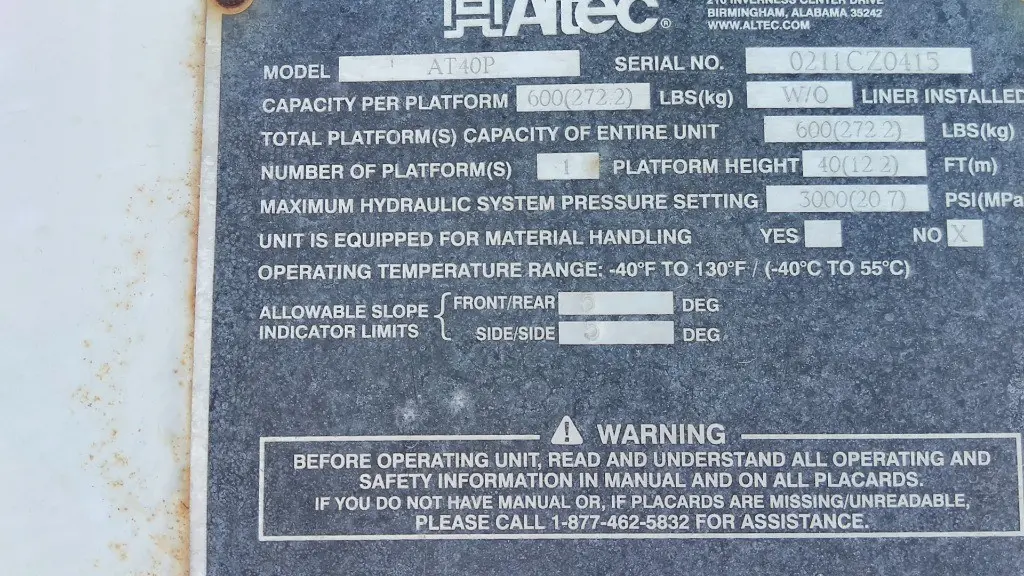 Altec®
210 INVERNESS CENTER DRIVE
BIRMINGHAM, ALABAMA 35242
WWW.ALTEC.COM
MODEL AT40P SERIAL NO. 0211CZ0415
CAPACITY PER PLATFORM 600(272.2) LBS(kg) W/O LINER INSTALLED
TOTAL PLATFORM(S) CAPACITY OF ENTIRE UNIT 600(272.2) LBS(kg)
NUMBER OF PLATFORM(S) 1 PLATFORM HEIGHT 40(12.2) FT(m)
MAXIMUM HYDRAULIC SYSTEM PRESSURE SETTING 3000(20.7) PSI(MPa
UNIT IS EQUIPPED FOR MATERIAL HANDLING YES NO X
OPERATING TEMPERATURE RANGE: -40°F TO 130°F / (-40°C TO 55°C)
ALLOWABLE SLOPE INDICATOR LIMITS { FRONT/REAR DEG
SIDE/SIDE DEG
⚠ WARNING
BEFORE OPERATING UNIT, READ AND UNDERSTAND ALL OPERATING AND
SAFETY INFORMATION IN MANUAL AND ON ALL PLACARDS.
IF YOU DO NOT HAVE MANUAL OR, IF PLACARDS ARE MISSING/UNREADABLE,
PLEASE CALL 1-877-462-5832 FOR ASSISTANCE.